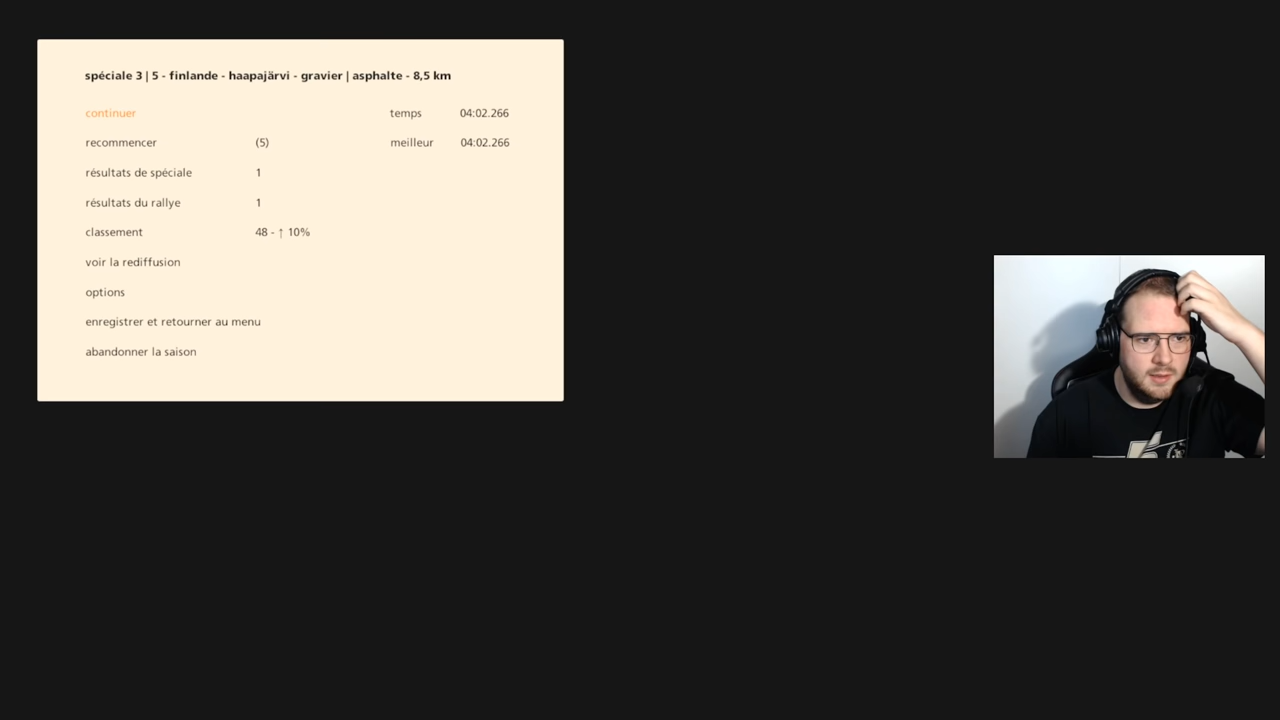 spéciale 3 | 5 - finlande - haapajärvi - gravier | asphalte - 8,5 km
continuer
temps 04:02.266
recommencer (5)
meilleur 04:02.266
résultats de spéciale 1
résultats du rallye 1
classement 48 - ↑ 10%
voir la rediffusion
options
enregistrer et retourner au menu
abandonner la saison